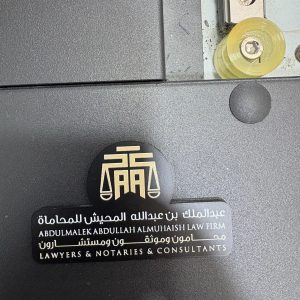 عبدالملك بن عبدالله المحيش للمحاماة
ABDULMALEK ABDULLAH ALMUHAISH LAW FIRM
محامون وموثقون ومستشارون
LAWYERS & NOTARIES & CONSULTANTS